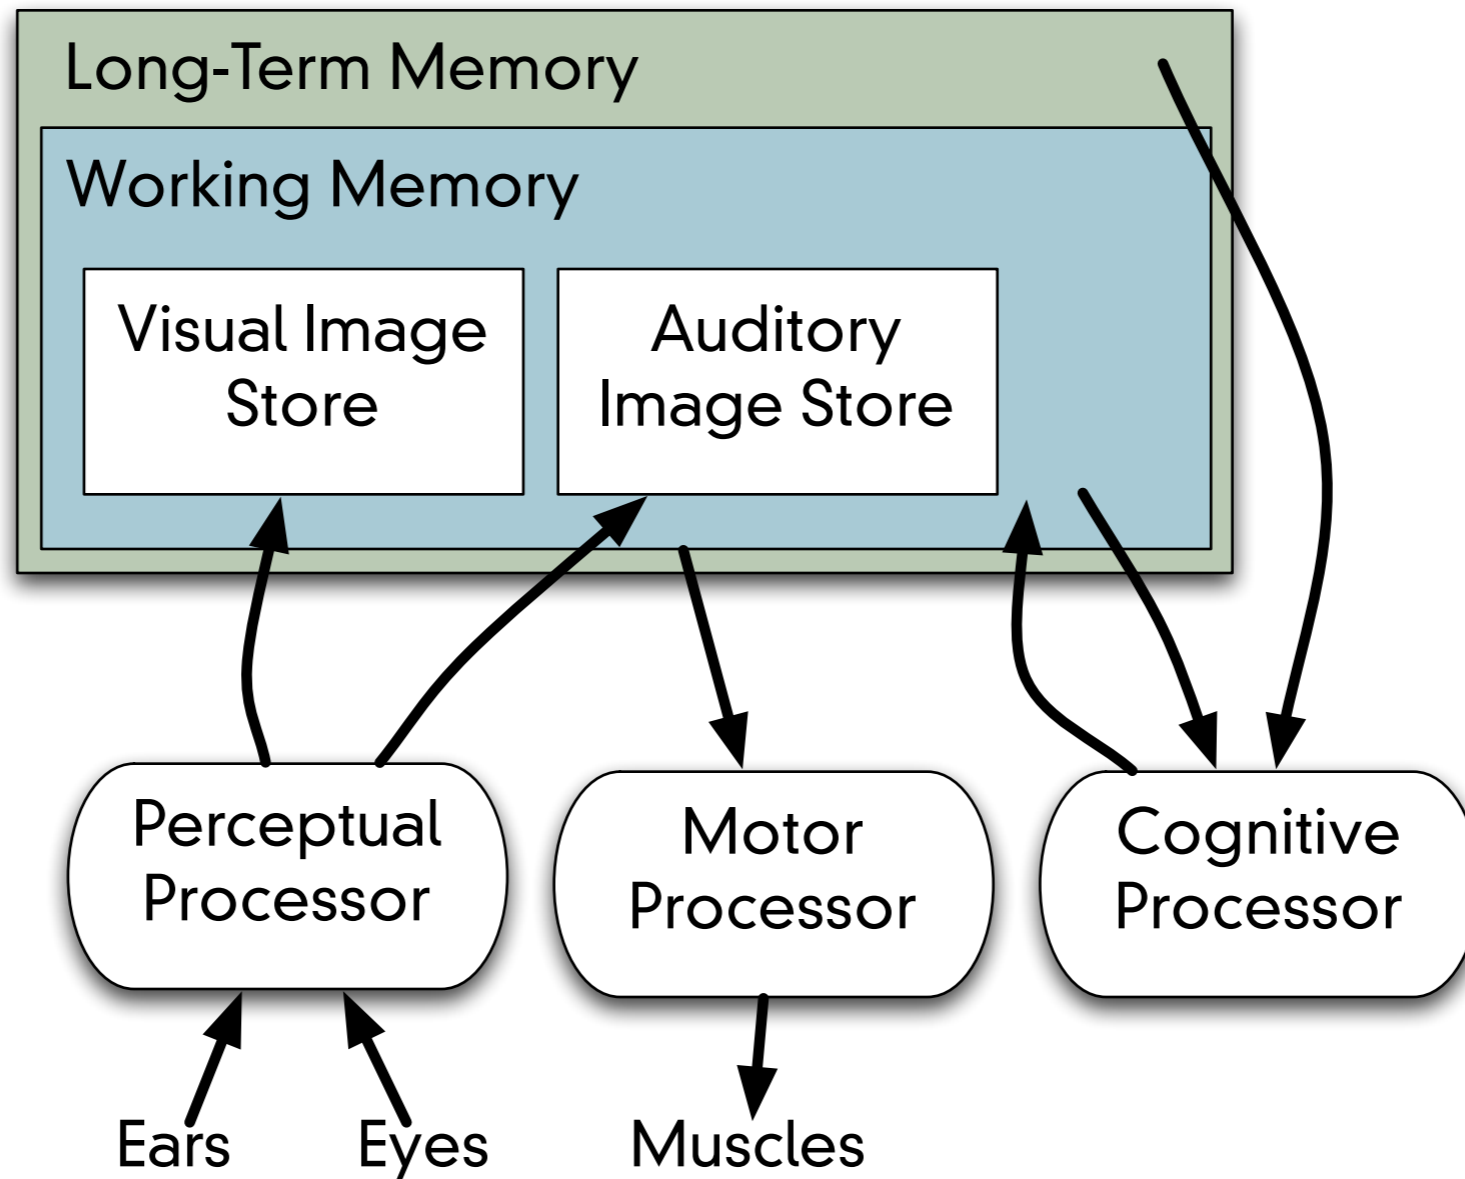 Long-Term Memory
Working Memory
Visual Image
Store
Auditory
Image Store
Perceptual
Processor
Motor
Processor
Cognitive
Processor
Ears
Eyes
Muscles